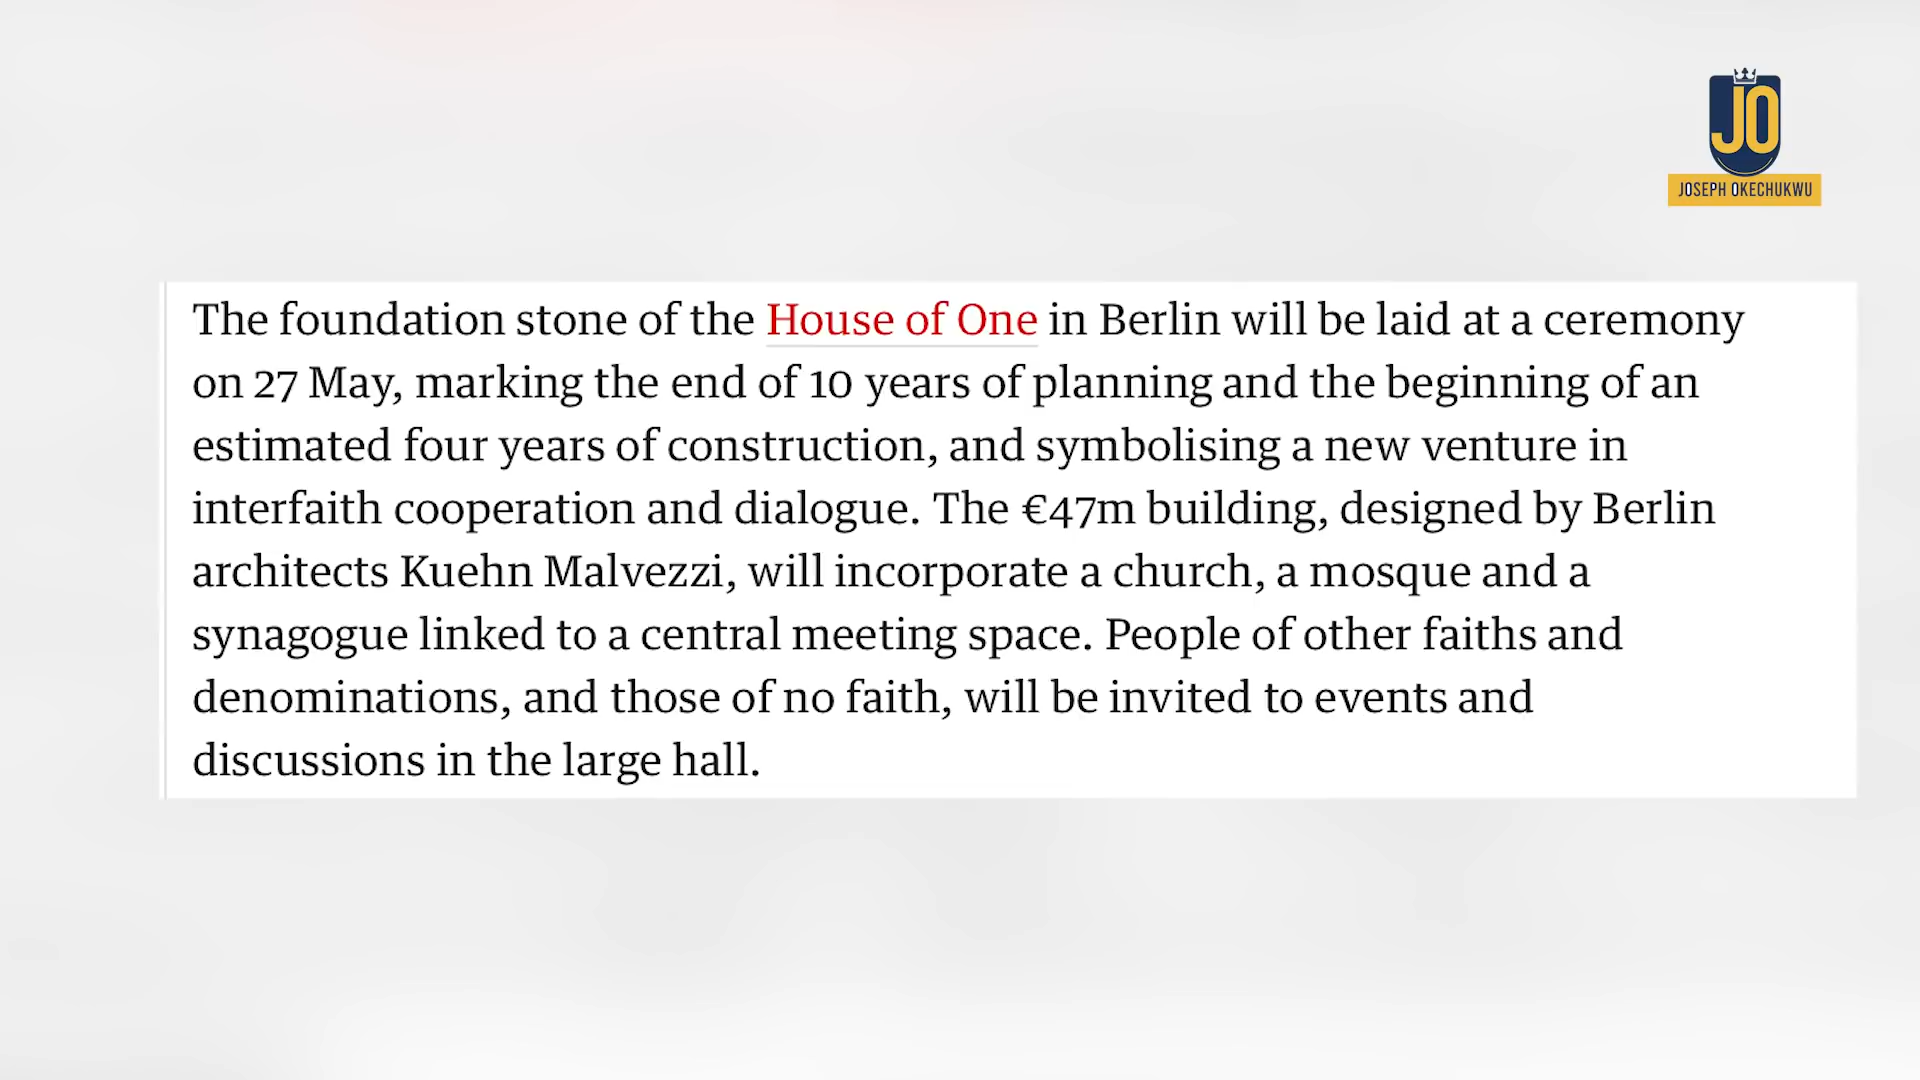 JO
JOSEPH OKECHUKWU
The foundation stone of the House of One in Berlin will be laid at a ceremony
on 27 May, marking the end of 10 years of planning and the beginning of an
estimated four years of construction, and symbolising a new venture in
interfaith cooperation and dialogue. The €47m building, designed by Berlin
architects Kuehn Malvezzi, will incorporate a church, a mosque and a
synagogue linked to a central meeting space. People of other faiths and
denominations, and those of no faith, will be invited to events and
discussions in the large hall.